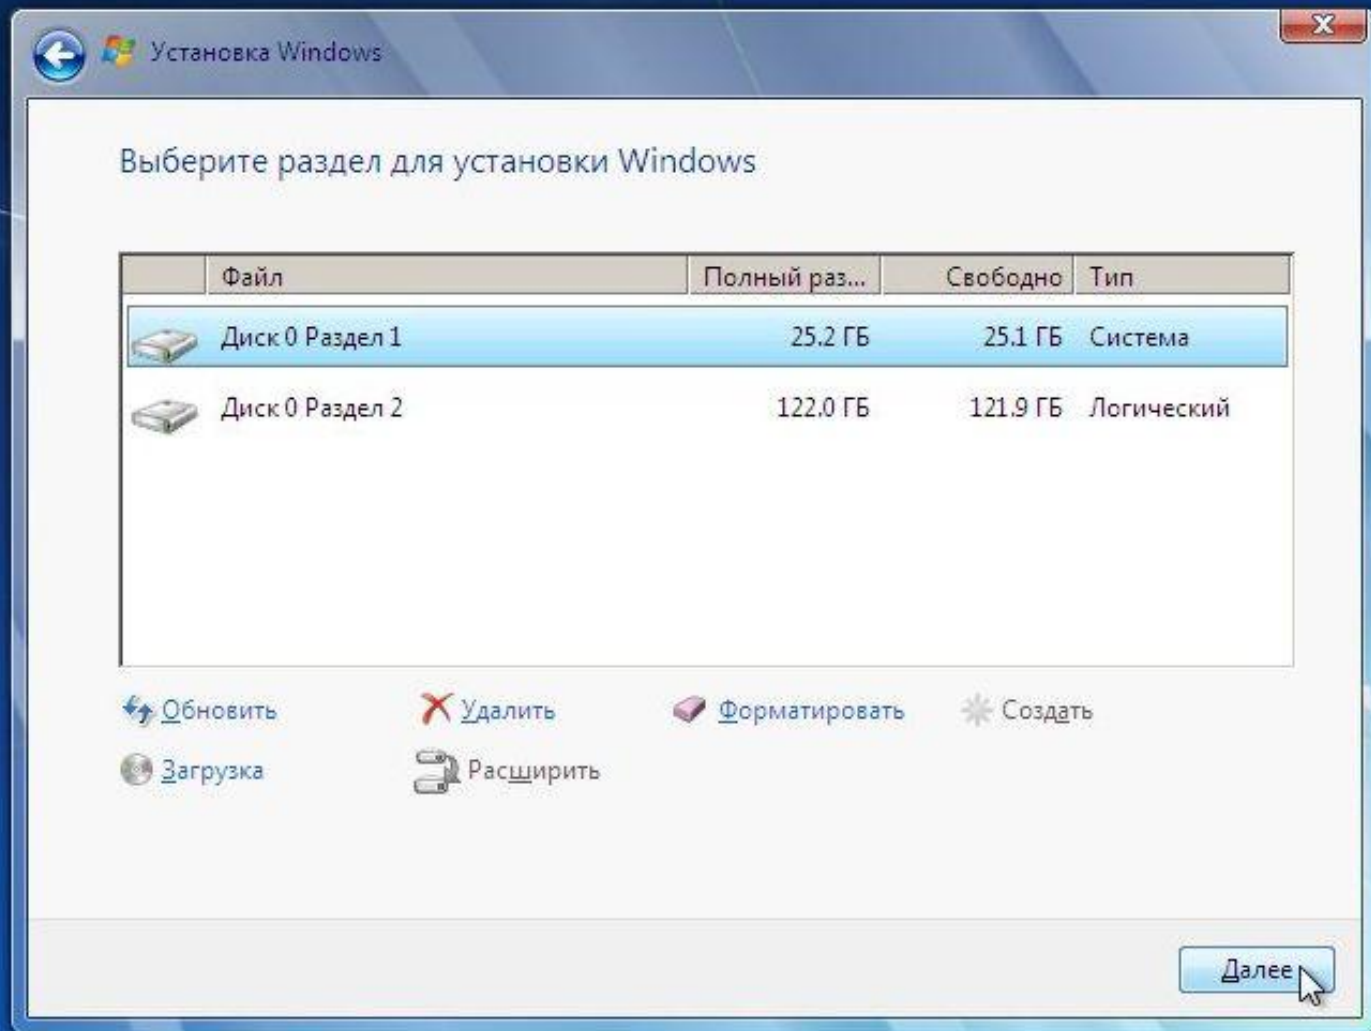 Установка Windows
Выберите раздел для установки Windows
Файл Полный раз... Свободно Тип
Диск 0 Раздел 1 25.2 ГБ 25.1 ГБ Система
Диск 0 Раздел 2 122.0 ГБ 121.9 ГБ Логический
Обновить Удалить Форматировать Создать
Загрузка Расширить
Далее